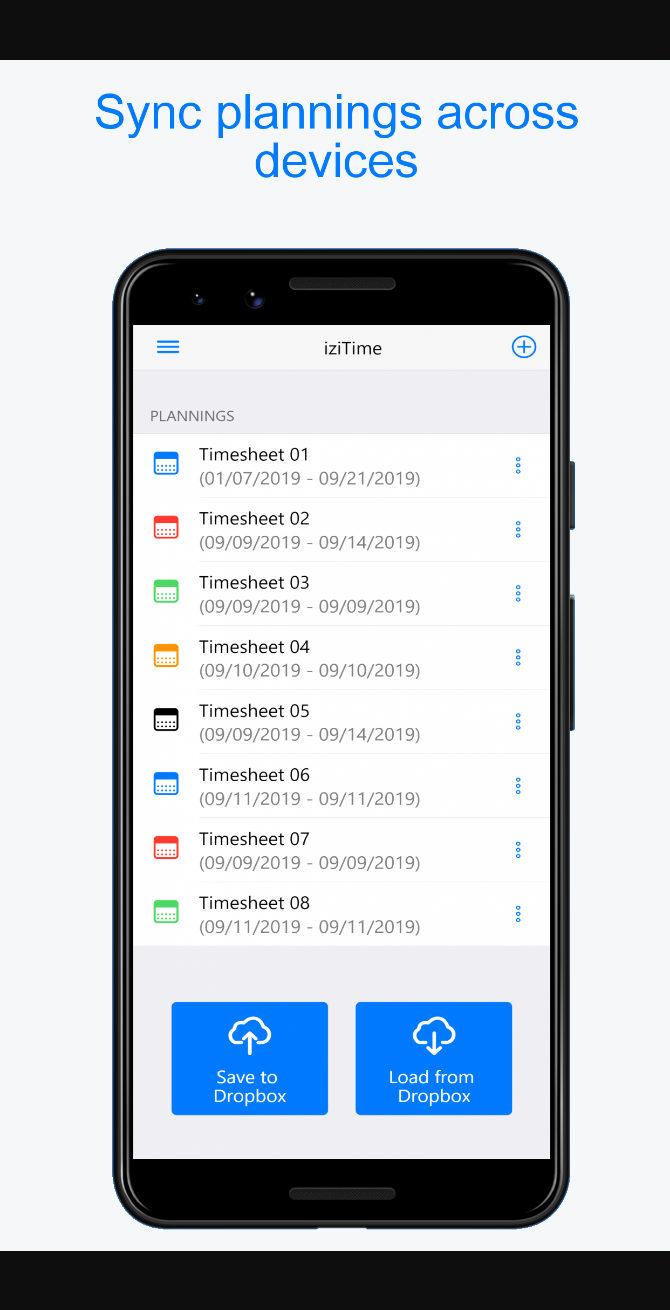 Sync plannings across
devices
iziTime
PLANNINGS
Timesheet 01
(01/07/2019 - 09/21/2019)
Timesheet 02
(09/09/2019 - 09/14/2019)
Timesheet 03
(09/09/2019 - 09/09/2019)
Timesheet 04
(09/10/2019 - 09/10/2019)
Timesheet 05
(09/09/2019 - 09/14/2019)
Timesheet 06
(09/11/2019 - 09/11/2019)
Timesheet 07
(09/09/2019 - 09/09/2019)
Timesheet 08
(09/11/2019 - 09/11/2019)
Save to
Dropbox
Load from
Dropbox